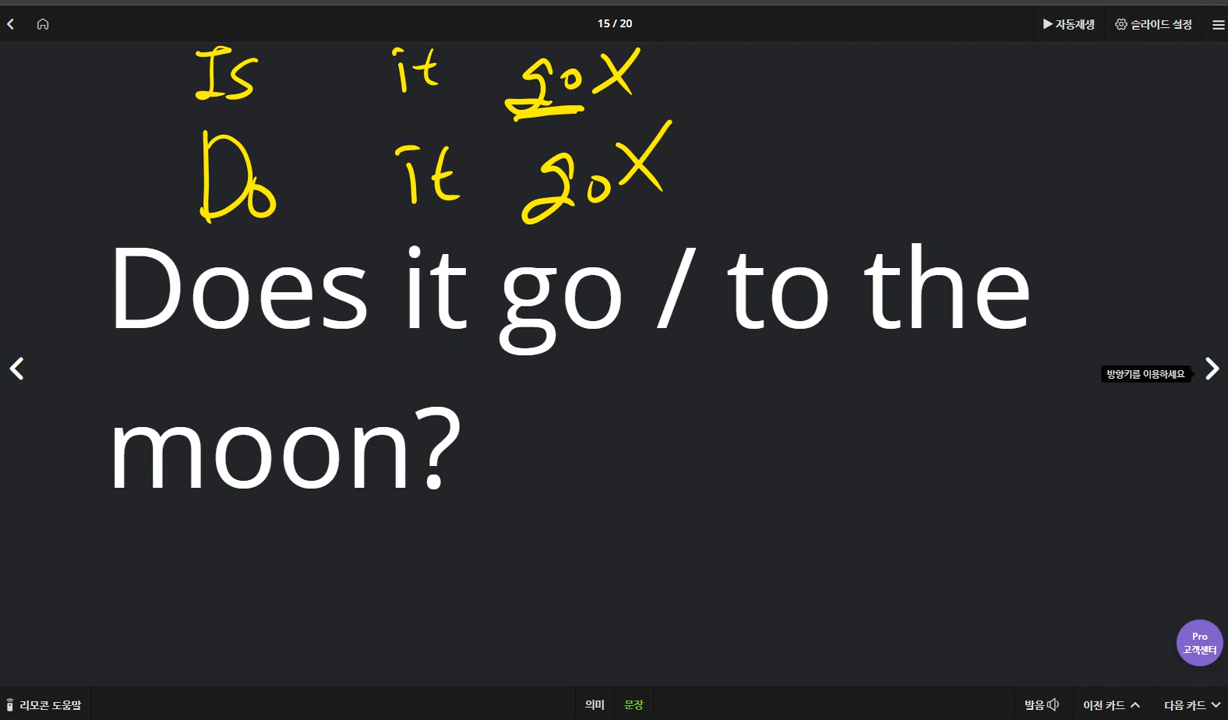 15 / 20
▶ 자동재생
슬라이드 설정
Is it go X
Do it go X
Does it go / to the
moon?
방향키를 이용하세요
Pro
고객센터
리모콘 도움말
의미
문장
발음
이전 카드
다음 카드